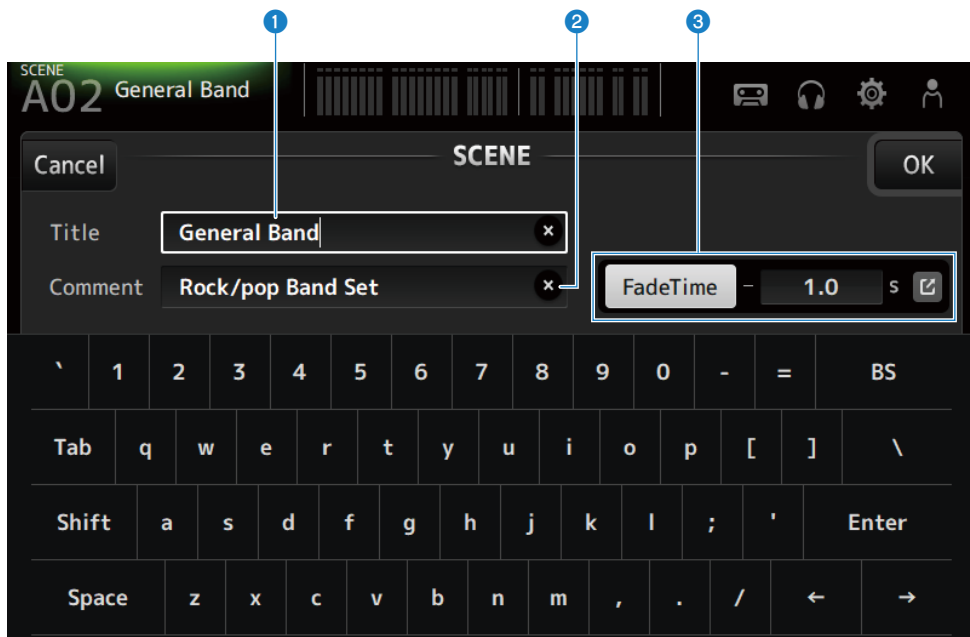 1 2 3
SCENE
A02 General Band
Cancel SCENE OK
Title General Band ×
Comment Rock/pop Band Set × FadeTime – 1.0 s
` 1 2 3 4 5 6 7 8 9 0 - = BS
Tab q w e r t y u i o p [ ] \
Shift a s d f g h j k l ; ' Enter
Space z x c v b n m , . / ← →